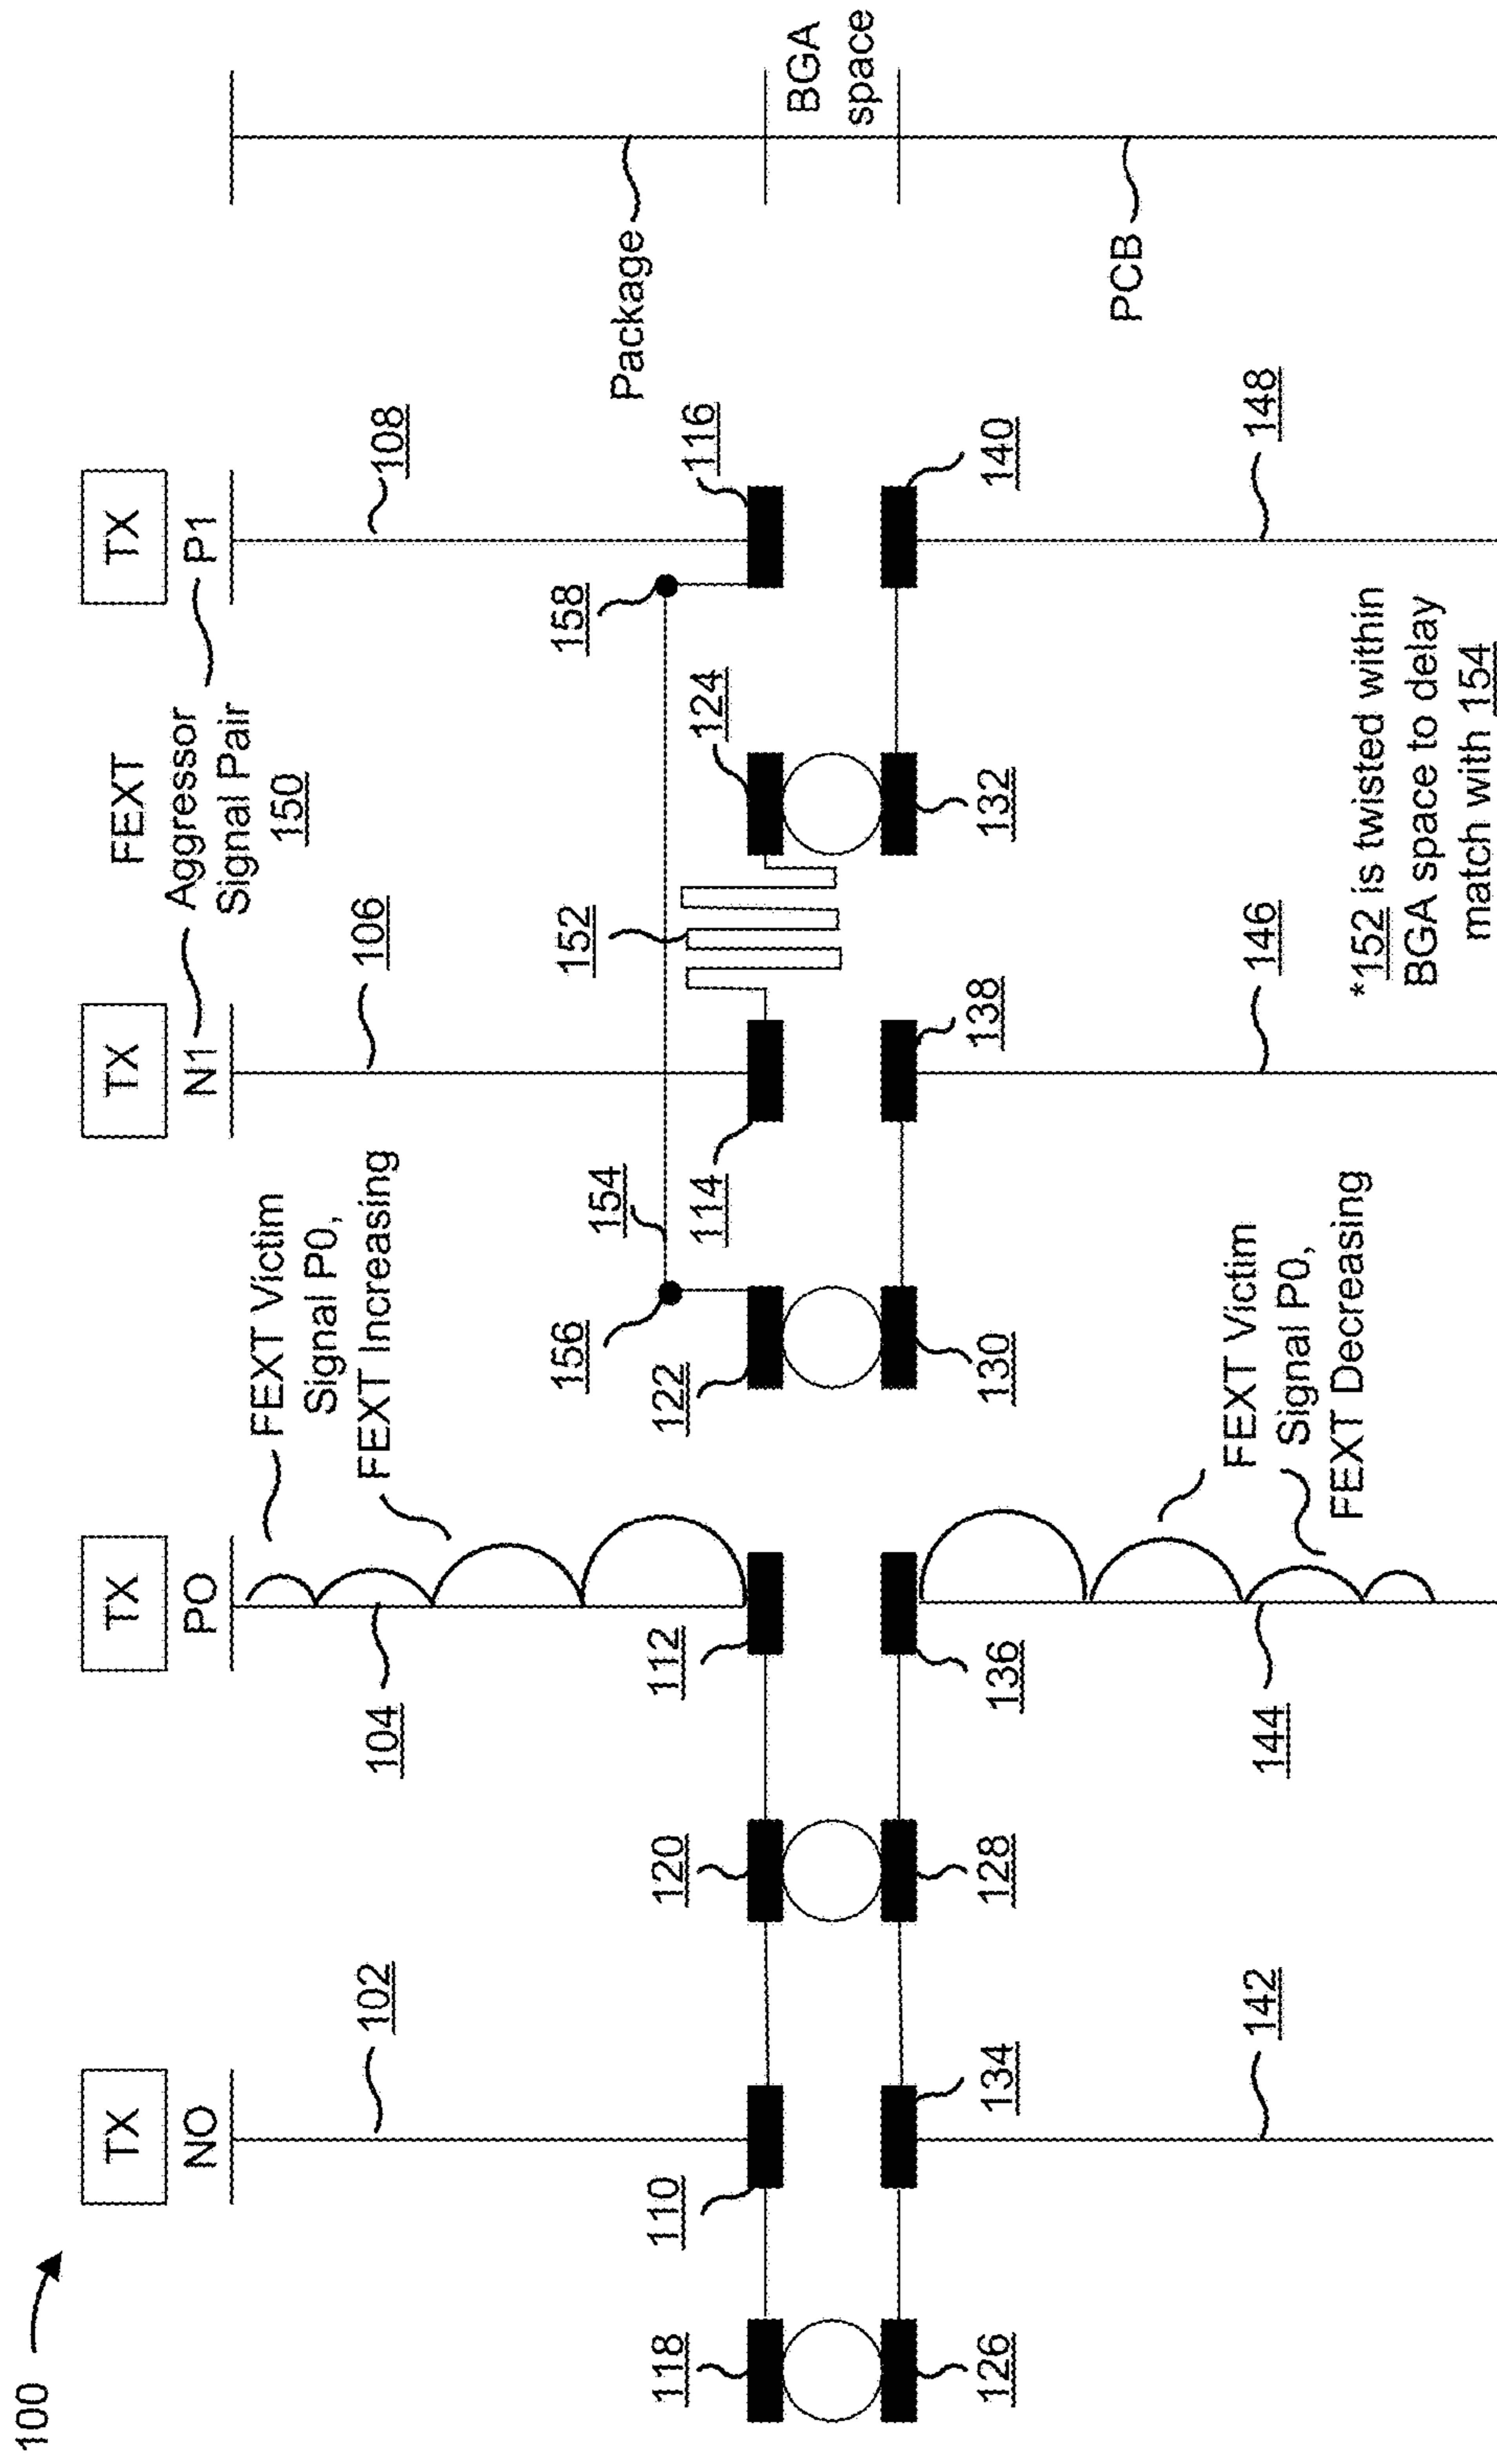 100
TX
NO
TX
PO
TX
N1
TX
P1
FEXT
Aggressor
Signal Pair
150
102
104
FEXT Victim
Signal P0,
FEXT Increasing
106
108
Package
BGA
space
PCB
118
110
120
112
122
156
154
114
152
124
158
116
126
134
128
136
130
138
132
140
142
144
FEXT Victim
Signal P0,
FEXT Decreasing
146
148
*152 is twisted within
BGA space to delay
match with 154